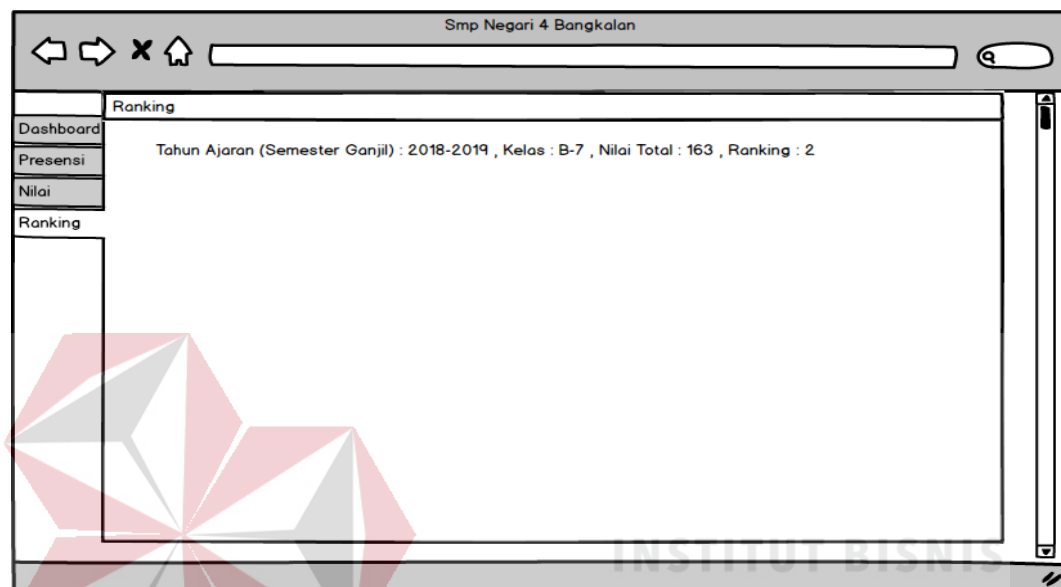 Smp Negari 4 Bangkalan
Ranking
Dashboard
Presensi
Nilai
Ranking
Tahun Ajaran (Semester Ganjil) : 2018-2019 , Kelas : B-7 , Nilai Total : 163 , Ranking : 2
INSTITUT BISNIS